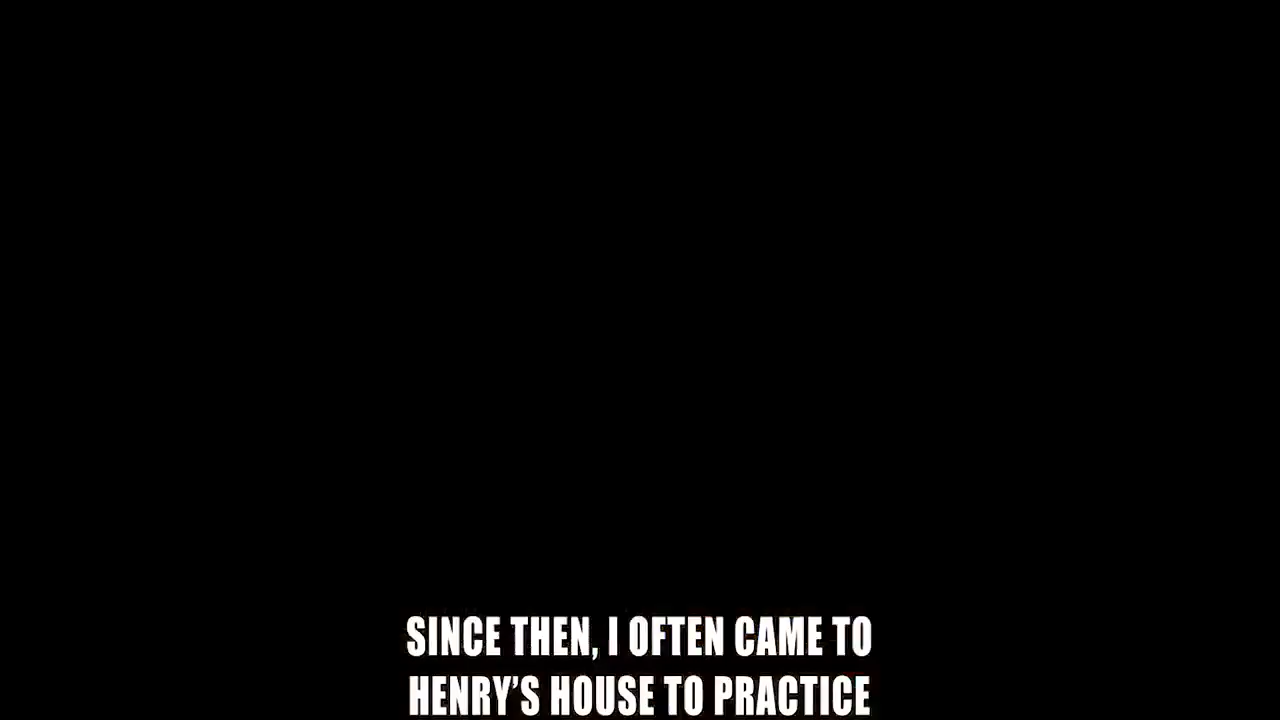 SINCE THEN, I OFTEN CAME TO
HENRY’S HOUSE TO PRACTICE